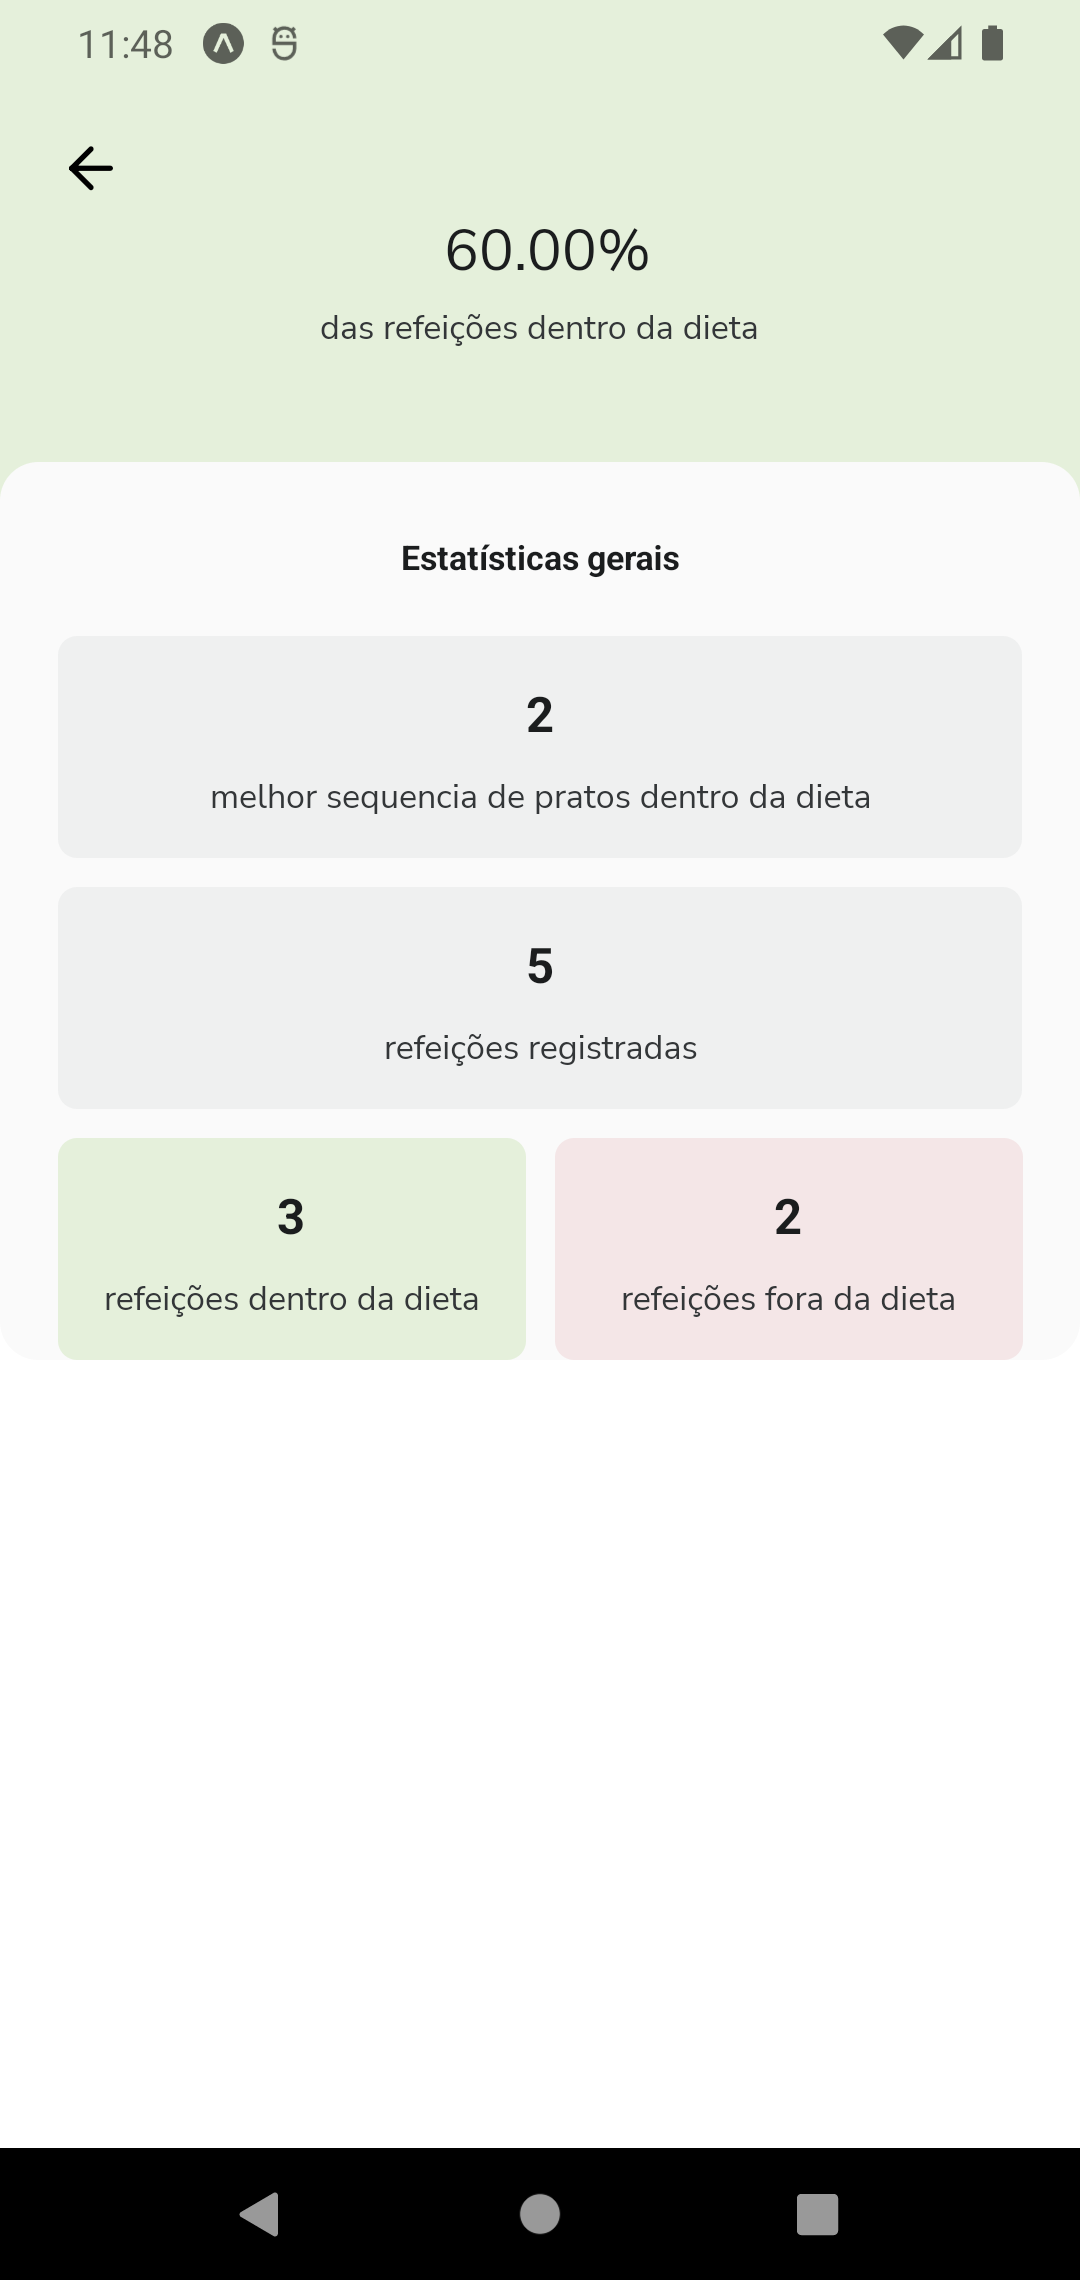 11:48
60.00%
das refeições dentro da dieta
Estatísticas gerais
2
melhor sequencia de pratos dentro da dieta
5
refeições registradas
3
refeições dentro da dieta
2
refeições fora da dieta